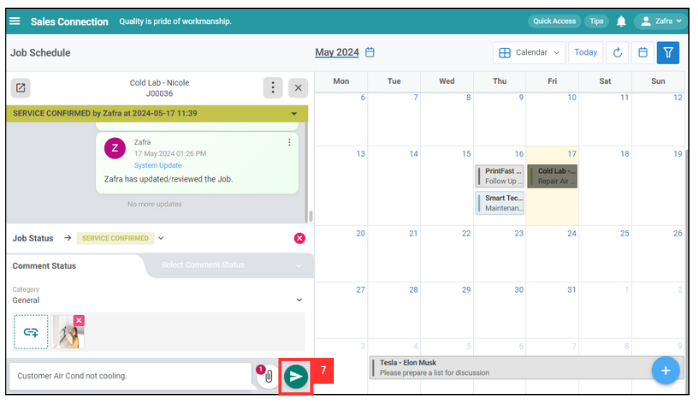 Sales Connection Quality is pride of workmanship. Quick Access Tips Zafra
Job Schedule May 2024 Calendar Today
Cold Lab - Nicole
J00036
SERVICE CONFIRMED by Zafra at 2024-05-17 11:39
Z
Zafra
17 May 2024 01:26 PM
System Update
Zafra has updated/reviewed the Job.
No more updates
Job Status → SERVICE CONFIRMED
Comment Status Select Comment Status
Category
General
Customer Air Cond not cooling.
1
7
Mon Tue Wed Thu Fri Sat Sun
6 7 8 9 10 11 12
13 14 15 16 17 18 19
PrintFast ...
Follow Up ...
Cold Lab -...
Repair Air ...
Smart Tec...
Maintenan...
20 21 22 23 24 25 26
27 28 29 30 31 1 2
3 4 5 6 7 8 9
Tesla - Elon Musk
Please prepare a list for discussion